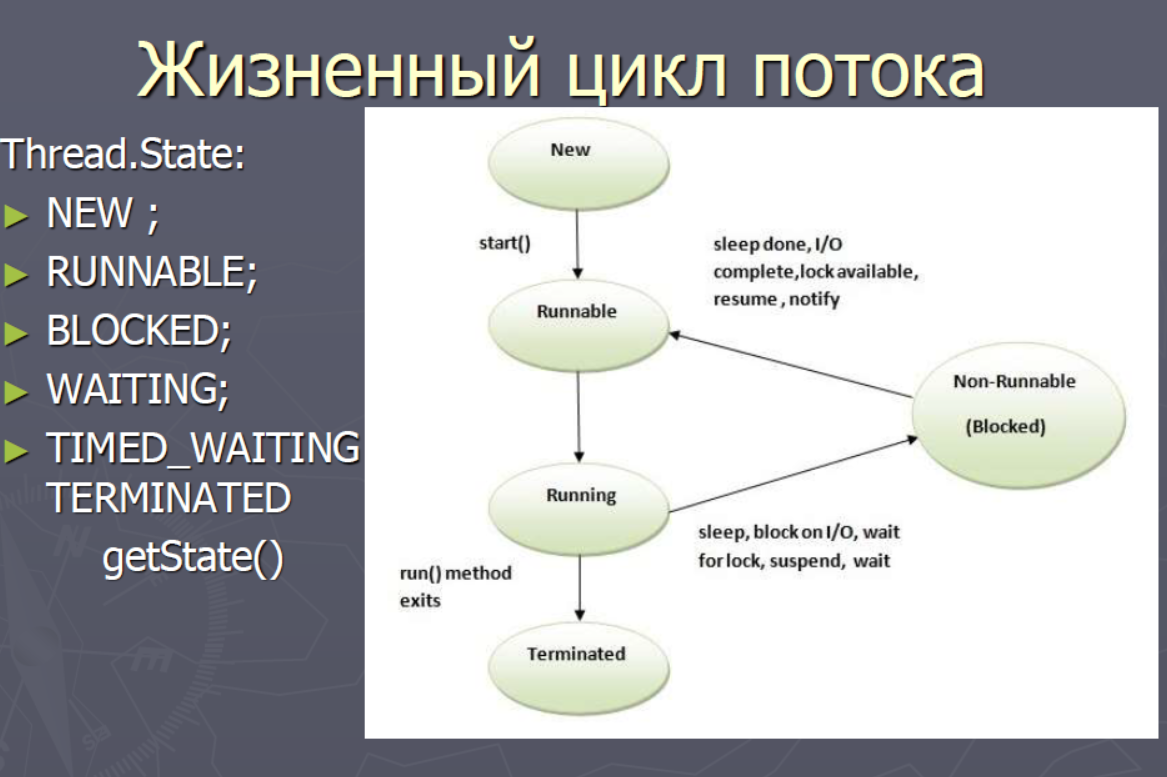 Жизненный цикл потока
Thread.State:
► NEW ;
► RUNNABLE;
► BLOCKED;
► WAITING;
► TIMED_WAITING
TERMINATED
getState()
New
start()
sleep done, I/O
complete,lock available,
resume , notify
Runnable
Non-Runnable
(Blocked)
Running
sleep, block on I/O, wait
for lock, suspend, wait
run() method
exits
Terminated